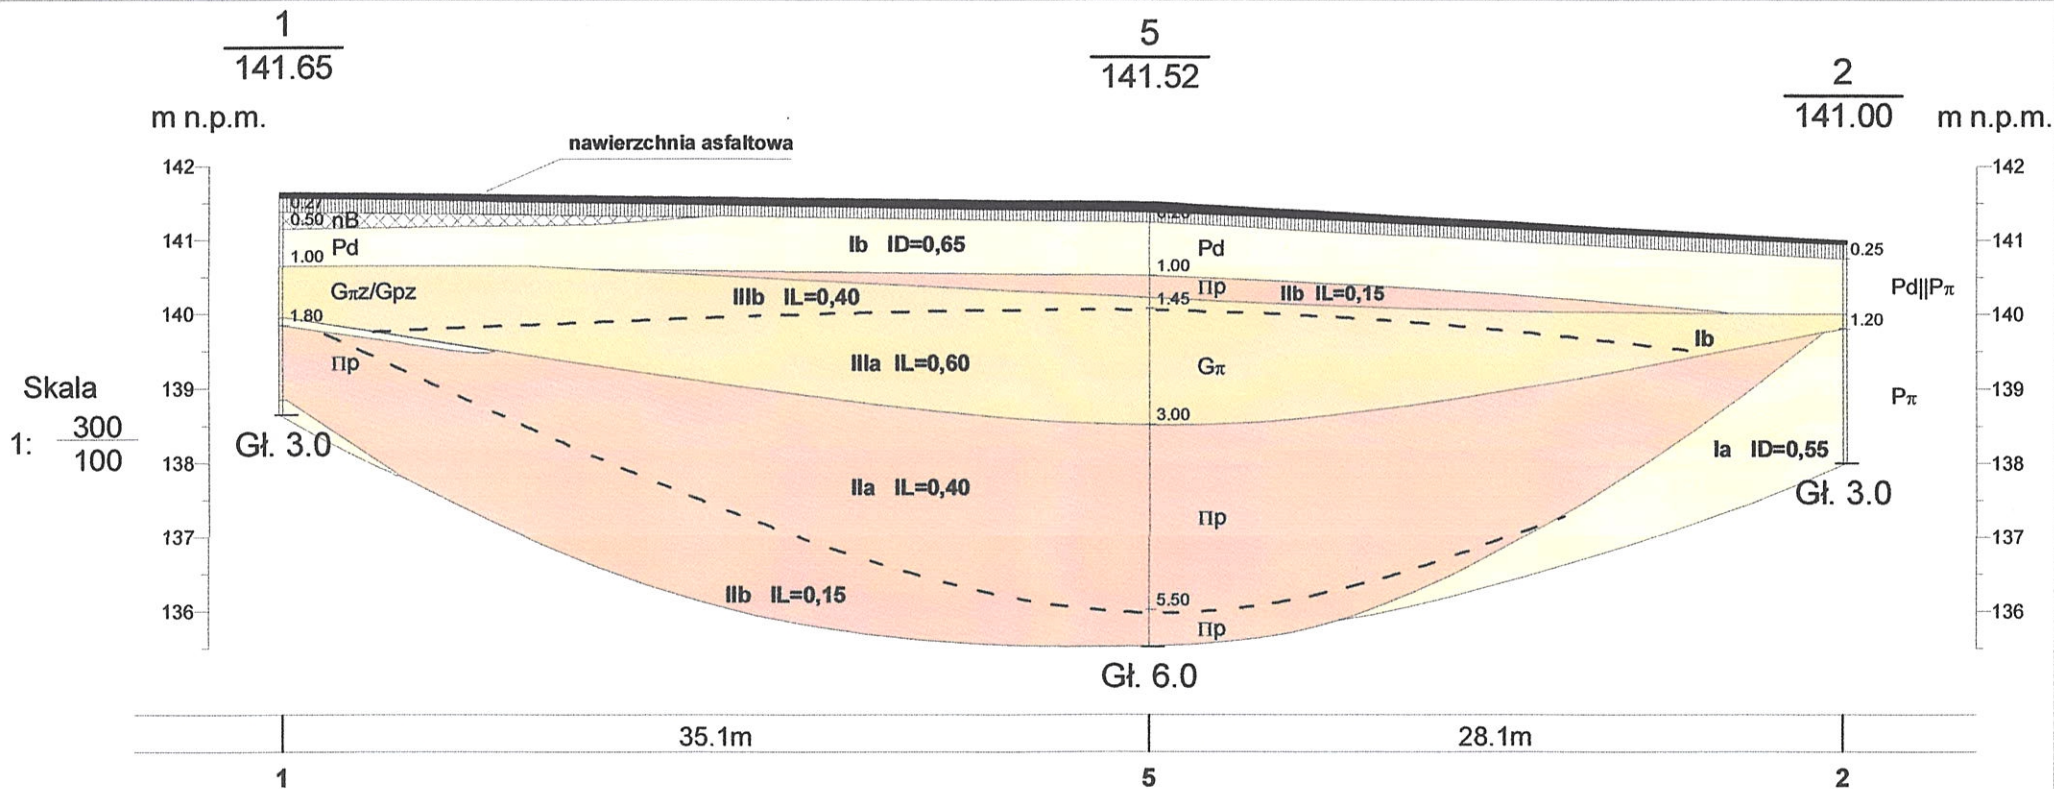 1
141.65
5
141.52
2
141.00
m n.p.m.
m n.p.m.
nawierzchnia asfaltowa
142
142
0.27
0.50 nB
141
Pd
Ib ID=0,65
Pd
0.25
141
1.00
1.00
Gπz/Gpz
IIIb IL=0,40
Πp
1.45
IIb IL=0,15
Pd||Pπ
140
1.80
140
1.20
Ib
Πp
IIIa IL=0,60
Gπ
139
139
Skala
1: 300
100
3.00
Pπ
Gł. 3.0
138
Ia ID=0,55
138
IIa IL=0,40
Gł. 3.0
Πp
137
137
IIb IL=0,15
5.50
136
136
Πp
Gł. 6.0
35.1m
28.1m
1
5
2